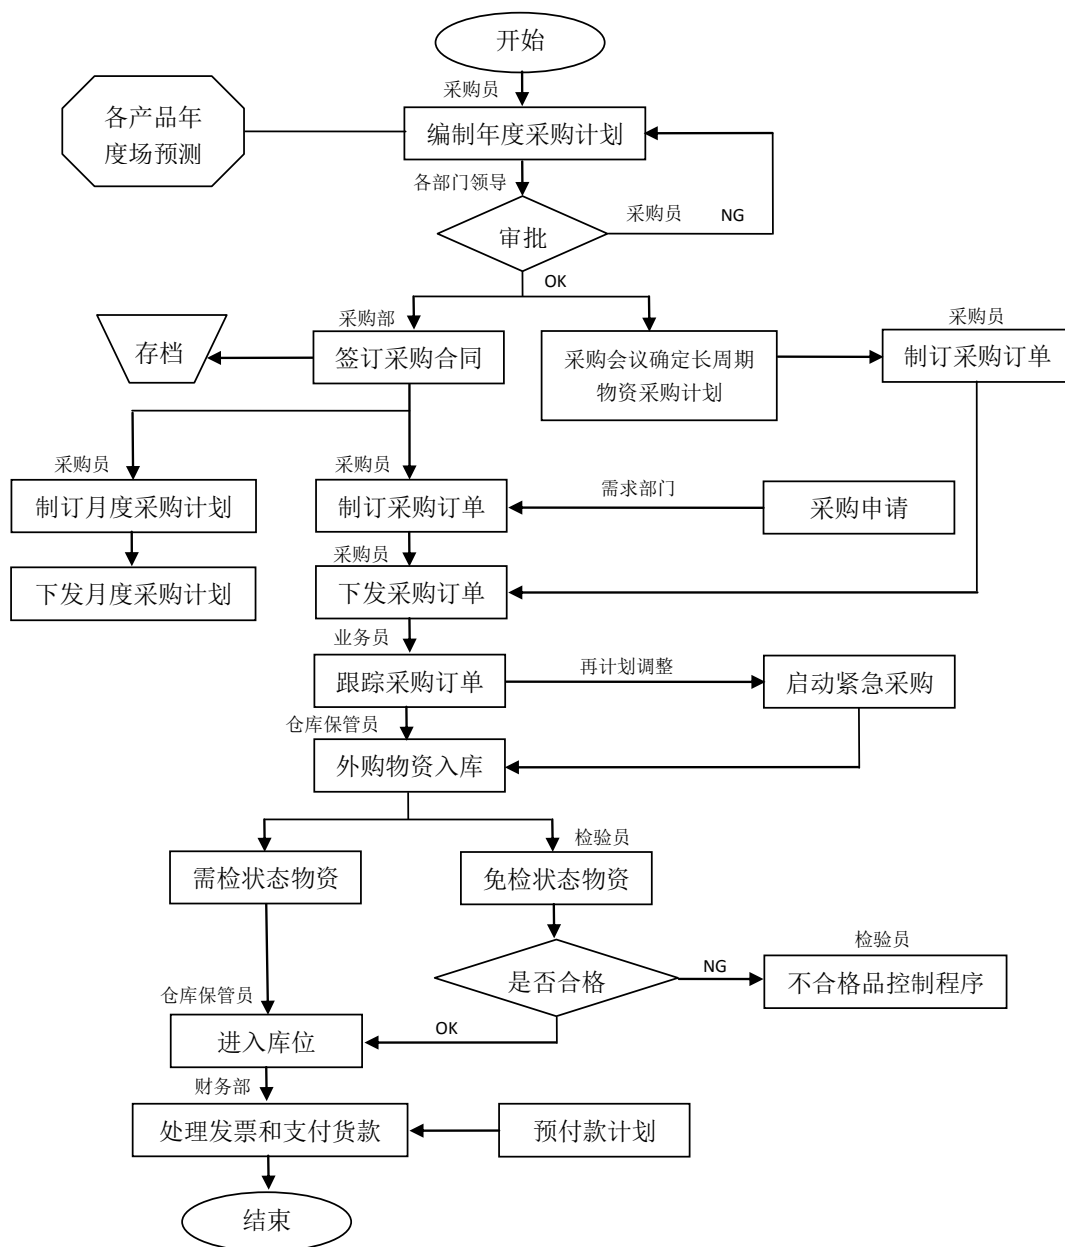 开始
采购员
各产品年
度场预测
编制年度采购计划
各部门领导
采购员
NG
审批
OK
采购部
采购员
存档
签订采购合同
采购会议确定长周期
物资采购计划
制订采购订单
采购员
采购员
需求部门
制订月度采购计划
制订采购订单
采购申请
采购员
下发月度采购计划
下发采购订单
业务员
再计划调整
跟踪采购订单
启动紧急采购
仓库保管员
外购物资入库
检验员
需检状态物资
免检状态物资
检验员
是否合格
NG
不合格品控制程序
仓库保管员
OK
进入库位
财务部
处理发票和支付货款
预付款计划
结束